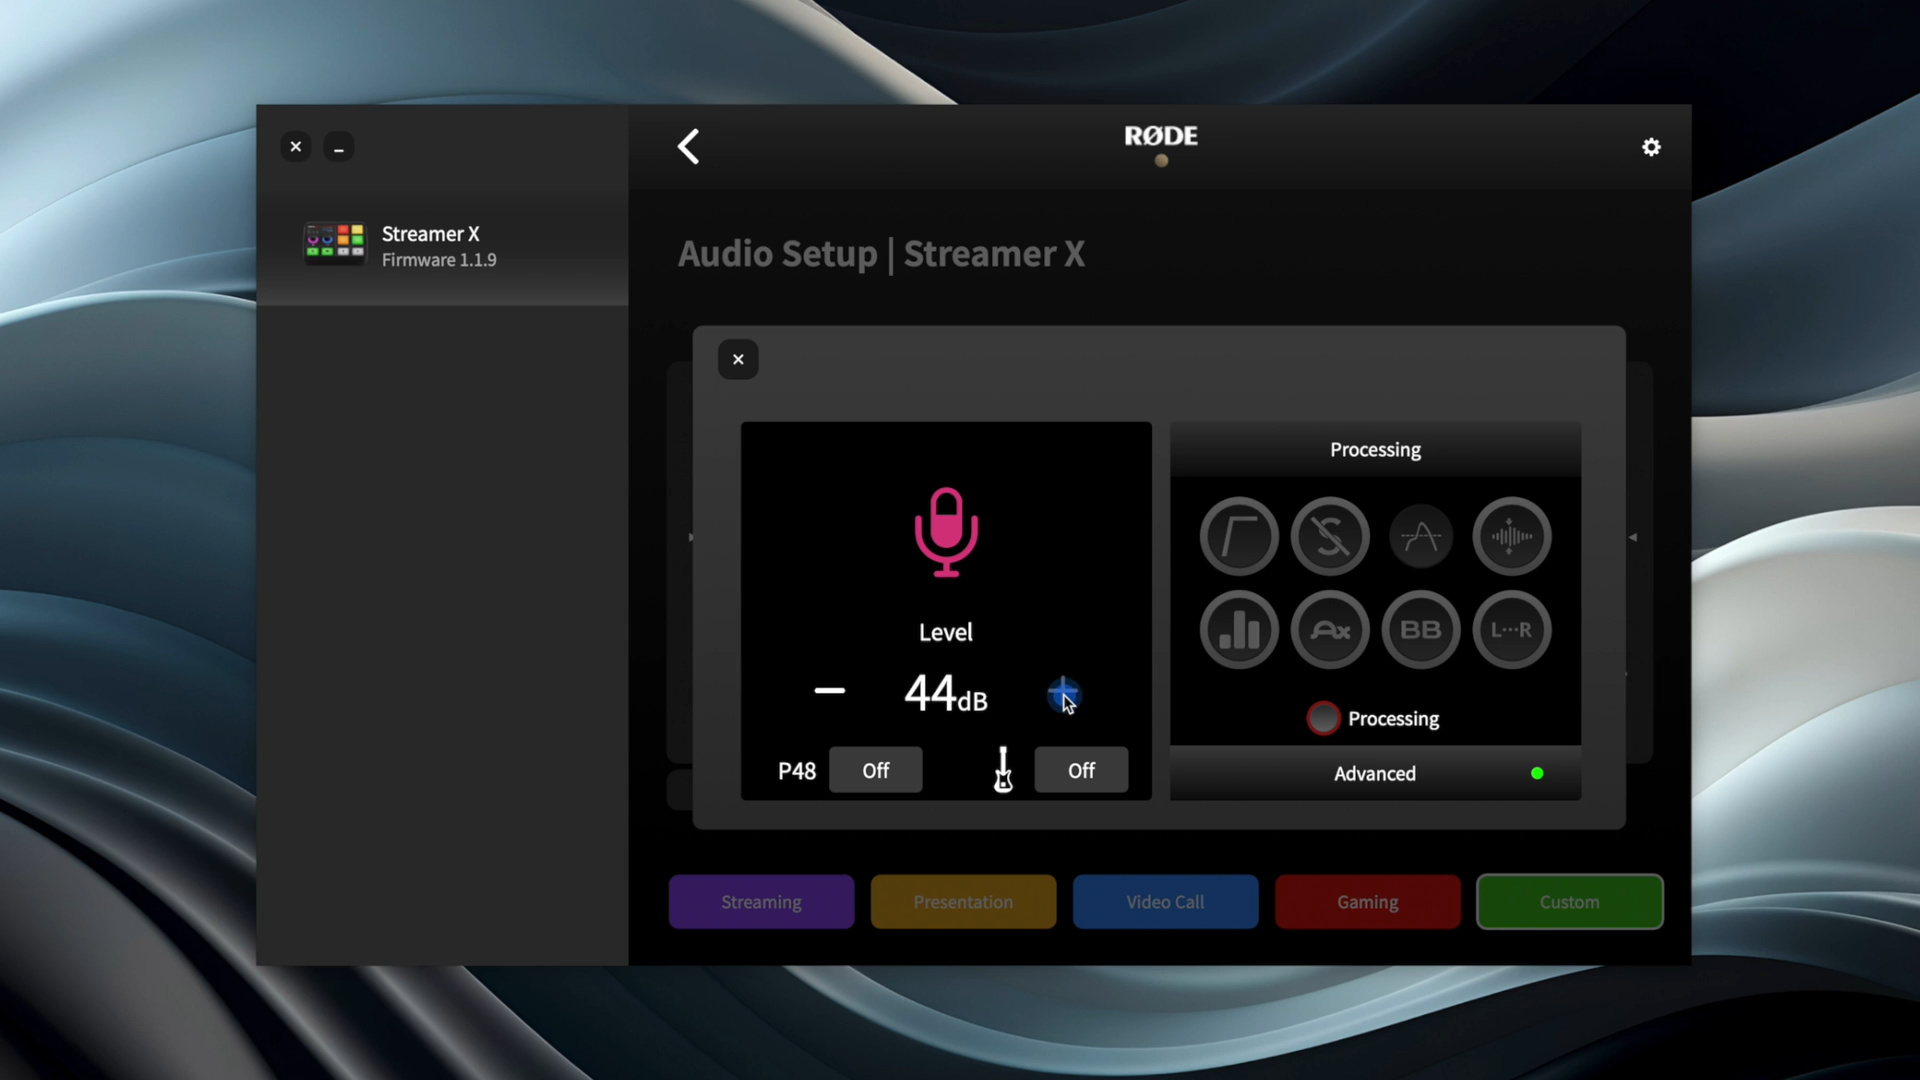 RØDE
Streamer X
Firmware 1.1.9
Audio Setup | Streamer X
Processing
S
Ax
BB
L···R
Level
44dB
Processing
P48
Off
Off
Advanced
Streaming
Presentation
Video Call
Gaming
Custom